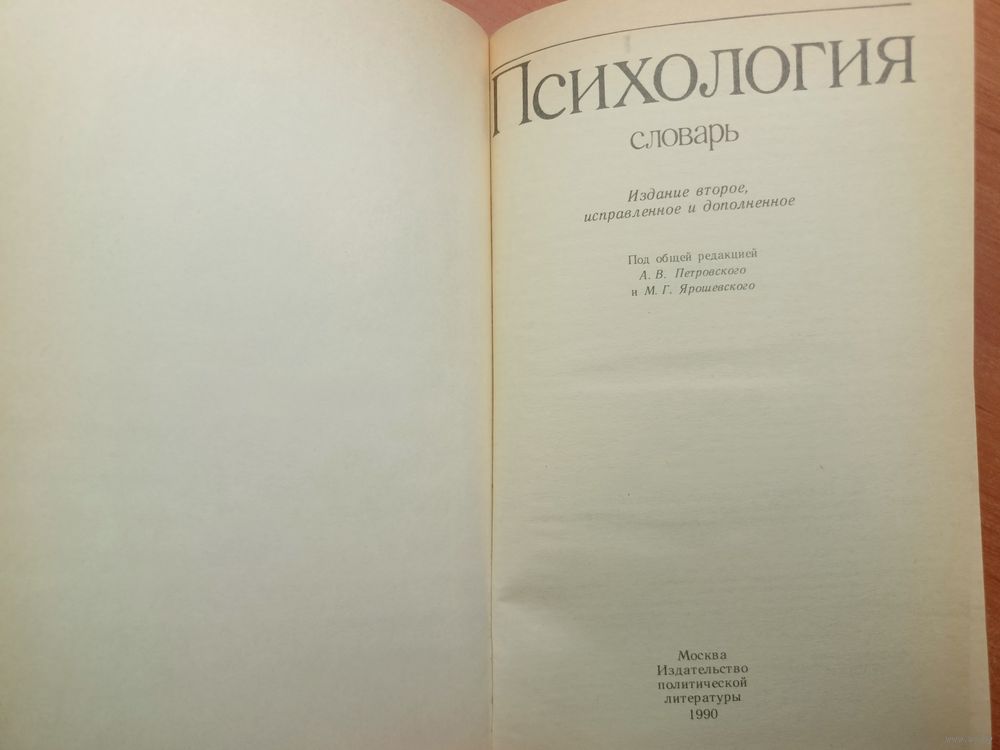 Психология
словарь
Издание второе,
исправленное и дополненное
Под общей редакцией
А. В. Петровского
и М. Г. Ярошевского
Москва
Издательство
политической
литературы
1990